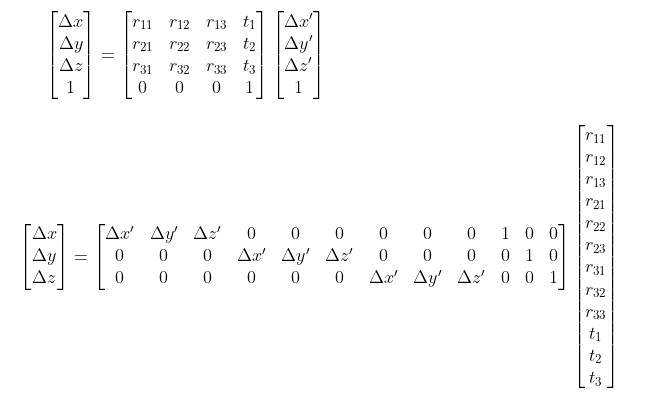 [Δx] = [r₁₁ r₁₂ r₁₃ t₁] [Δx′]
[Δy] [r₂₁ r₂₂ r₂₃ t₂] [Δy′]
[Δz] [r₃₁ r₃₂ r₃₃ t₃] [Δz′]
[1] [0 0 0 1] [1]
[Δx] = [Δx′ Δy′ Δz′ 0 0 0 0 0 0 1 0 0] [r₁₁]
[Δy] [0 0 0 Δx′ Δy′ Δz′ 0 0 0 0 1 0] [r₁₂]
[Δz] [0 0 0 0 0 0 Δx′ Δy′ Δz′ 0 0 1] [r₁₃]
[r₂₁]
[r₂₂]
[r₂₃]
[r₃₁]
[r₃₂]
[r₃₃]
[t₁]
[t₂]
[t₃]